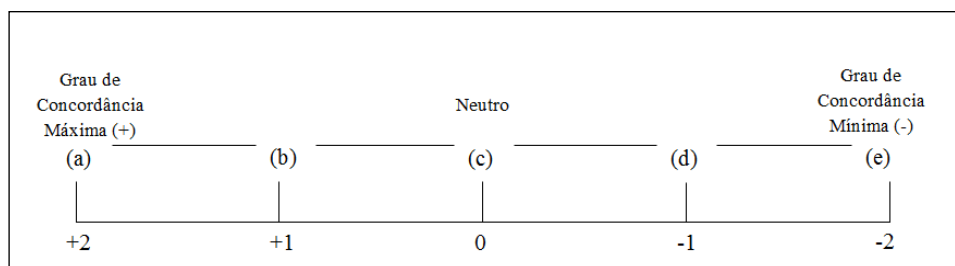 Grau de
Concordância
Máxima (+)
Neutro
Grau de
Concordância
Mínima (-)
(a) (b) (c) (d) (e)
+2 +1 0 -1 -2